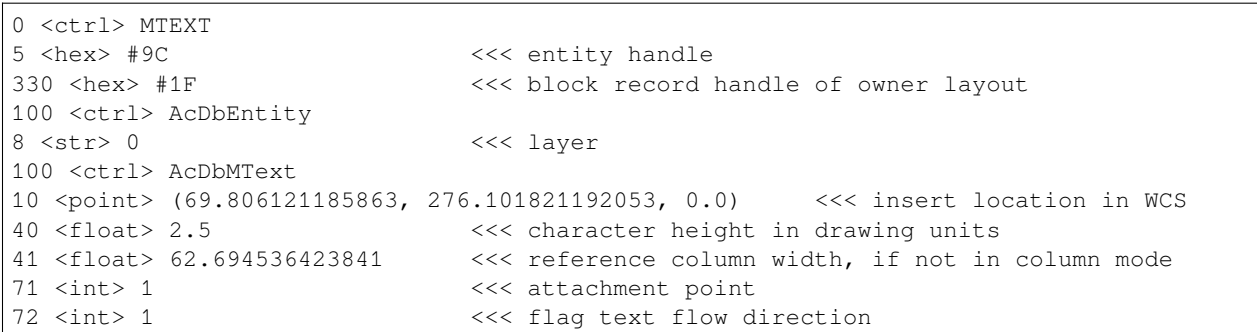 0 <ctrl> MTEXT
5 <hex> #9C                    <<< entity handle
330 <hex> #1F                  <<< block record handle of owner layout
100 <ctrl> AcDbEntity
8 <str> 0                      <<< layer
100 <ctrl> AcDbMText
10 <point> (69.806121185863, 276.101821192053, 0.0)     <<< insert location in WCS
40 <float> 2.5                 <<< character height in drawing units
41 <float> 62.694536423841     <<< reference column width, if not in column mode
71 <int> 1                     <<< attachment point
72 <int> 1                     <<< flag text flow direction